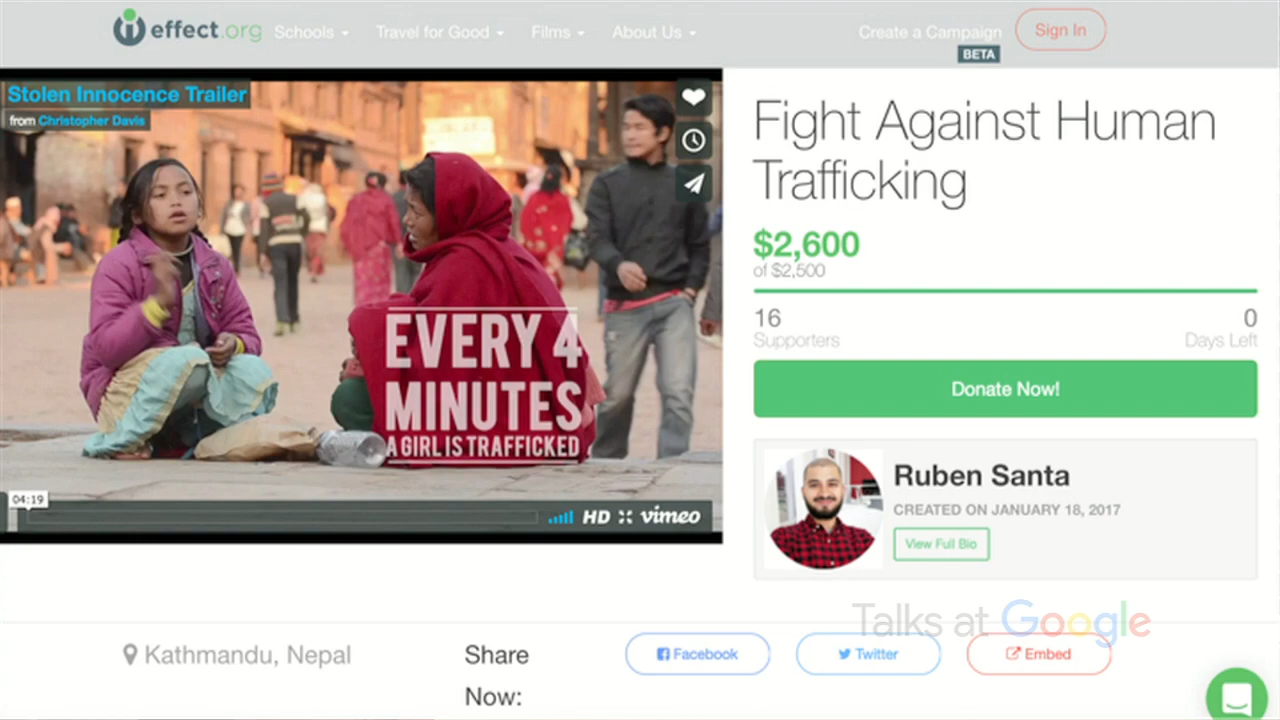 effect.org
Schools
Travel for Good
Films
About Us
Create a Campaign
BETA
Sign In
Stolen Innocence Trailer
from Christopher Davis
EVERY 4
MINUTES
A GIRL IS TRAFFICKED
04:19
HD
vimeo
Fight Against Human
Trafficking
$2,600
of $2,500
16
0
Supporters
Days Left
Donate Now!
Ruben Santa
CREATED ON JANUARY 18, 2017
View Full Bio
Talks at Google
Kathmandu, Nepal
Share
Now:
Facebook
Twitter
Embed